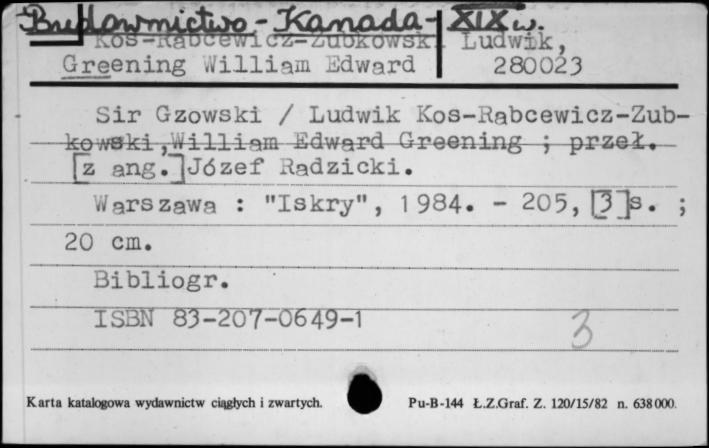 Budownictwo - Kanada - XIX w.
Kos-Rabcewicz-Zubkowski Ludwik,
Greening William Edward 280023
Sir Gzowski / Ludwik Kos-Rabcewicz-Zub-
kowski,William Edward Greening ; przeł.
[z ang.]Józef Radzicki.
Warszawa : "Iskry", 1984. - 205, [3]s. ;
20 cm.
Bibliogr.
ISBN 83-207-0649-1
3
Karta katalogowa wydawnictw ciągłych i zwartych. Pu-B-144 Ł.Z.Graf. Z. 120/15/82 n. 638 000.